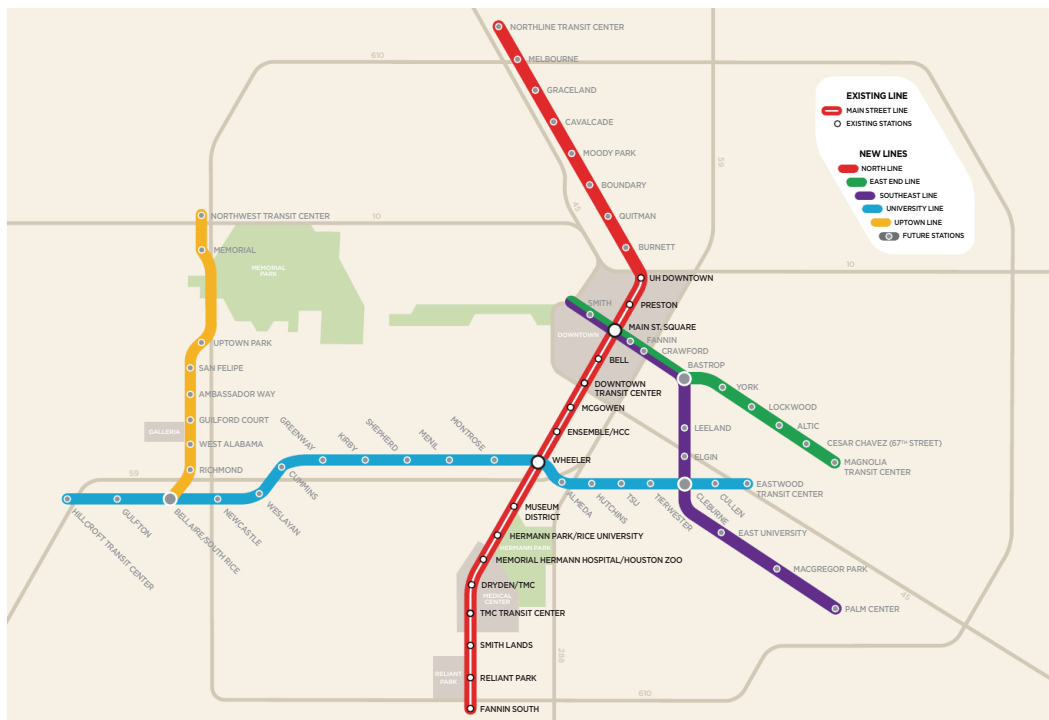 NORTHLINE TRANSIT CENTER
610
MELBOURNE
GRACELAND
CAVALCADE
MOODY PARK
BOUNDARY
45
59
QUITMAN
BURNETT
EXISTING LINE
MAIN STREET LINE
EXISTING STATIONS
NEW LINES
NORTH LINE
EAST END LINE
SOUTHEAST LINE
UNIVERSITY LINE
UPTOWN LINE
FUTURE STATIONS
NORTHWEST TRANSIT CENTER
10
MEMORIAL
MEMORIAL
PARK
10
UH DOWNTOWN
PRESTON
SMITH
MAIN ST. SQUARE
DOWNTOWN
FANNIN
CRAWFORD
BASTROP
BELL
DOWNTOWN
TRANSIT CENTER
MCGOWEN
ENSEMBLE/HCC
WHEELER
UPTOWN PARK
SAN FELIPE
AMBASSADOR WAY
GUILFORD COURT
GALLERIA
WEST ALABAMA
RICHMOND
59
YORK
LOCKWOOD
ALTIC
CESAR CHAVEZ (67TH STREET)
MAGNOLIA
TRANSIT CENTER
LEELAND
ELGIN
EASTWOOD
TRANSIT CENTER
HILLCROFT TRANSIT CENTER
GULFTON
BELLAIRE/SOUTH RICE
NEWCASTLE
WESLAYAN
CUMMINS
GREENWAY
KIRBY
SHEPHERD
MENIL
MONTROSE
ALMEDA
HUTCHINS
TSU
TIERWESTER
CLEBURNE
CULLEN
EAST UNIVERSITY
MACGREGOR PARK
PALM CENTER
45
MUSEUM
DISTRICT
HERMANN PARK/RICE UNIVERSITY
HERMANN PARK
MEMORIAL HERMANN HOSPITAL/HOUSTON ZOO
DRYDEN/TMC
MEDICAL
CENTER
TMC TRANSIT CENTER
SMITH LANDS
288
RELIANT
PARK
RELIANT PARK
610
FANNIN SOUTH